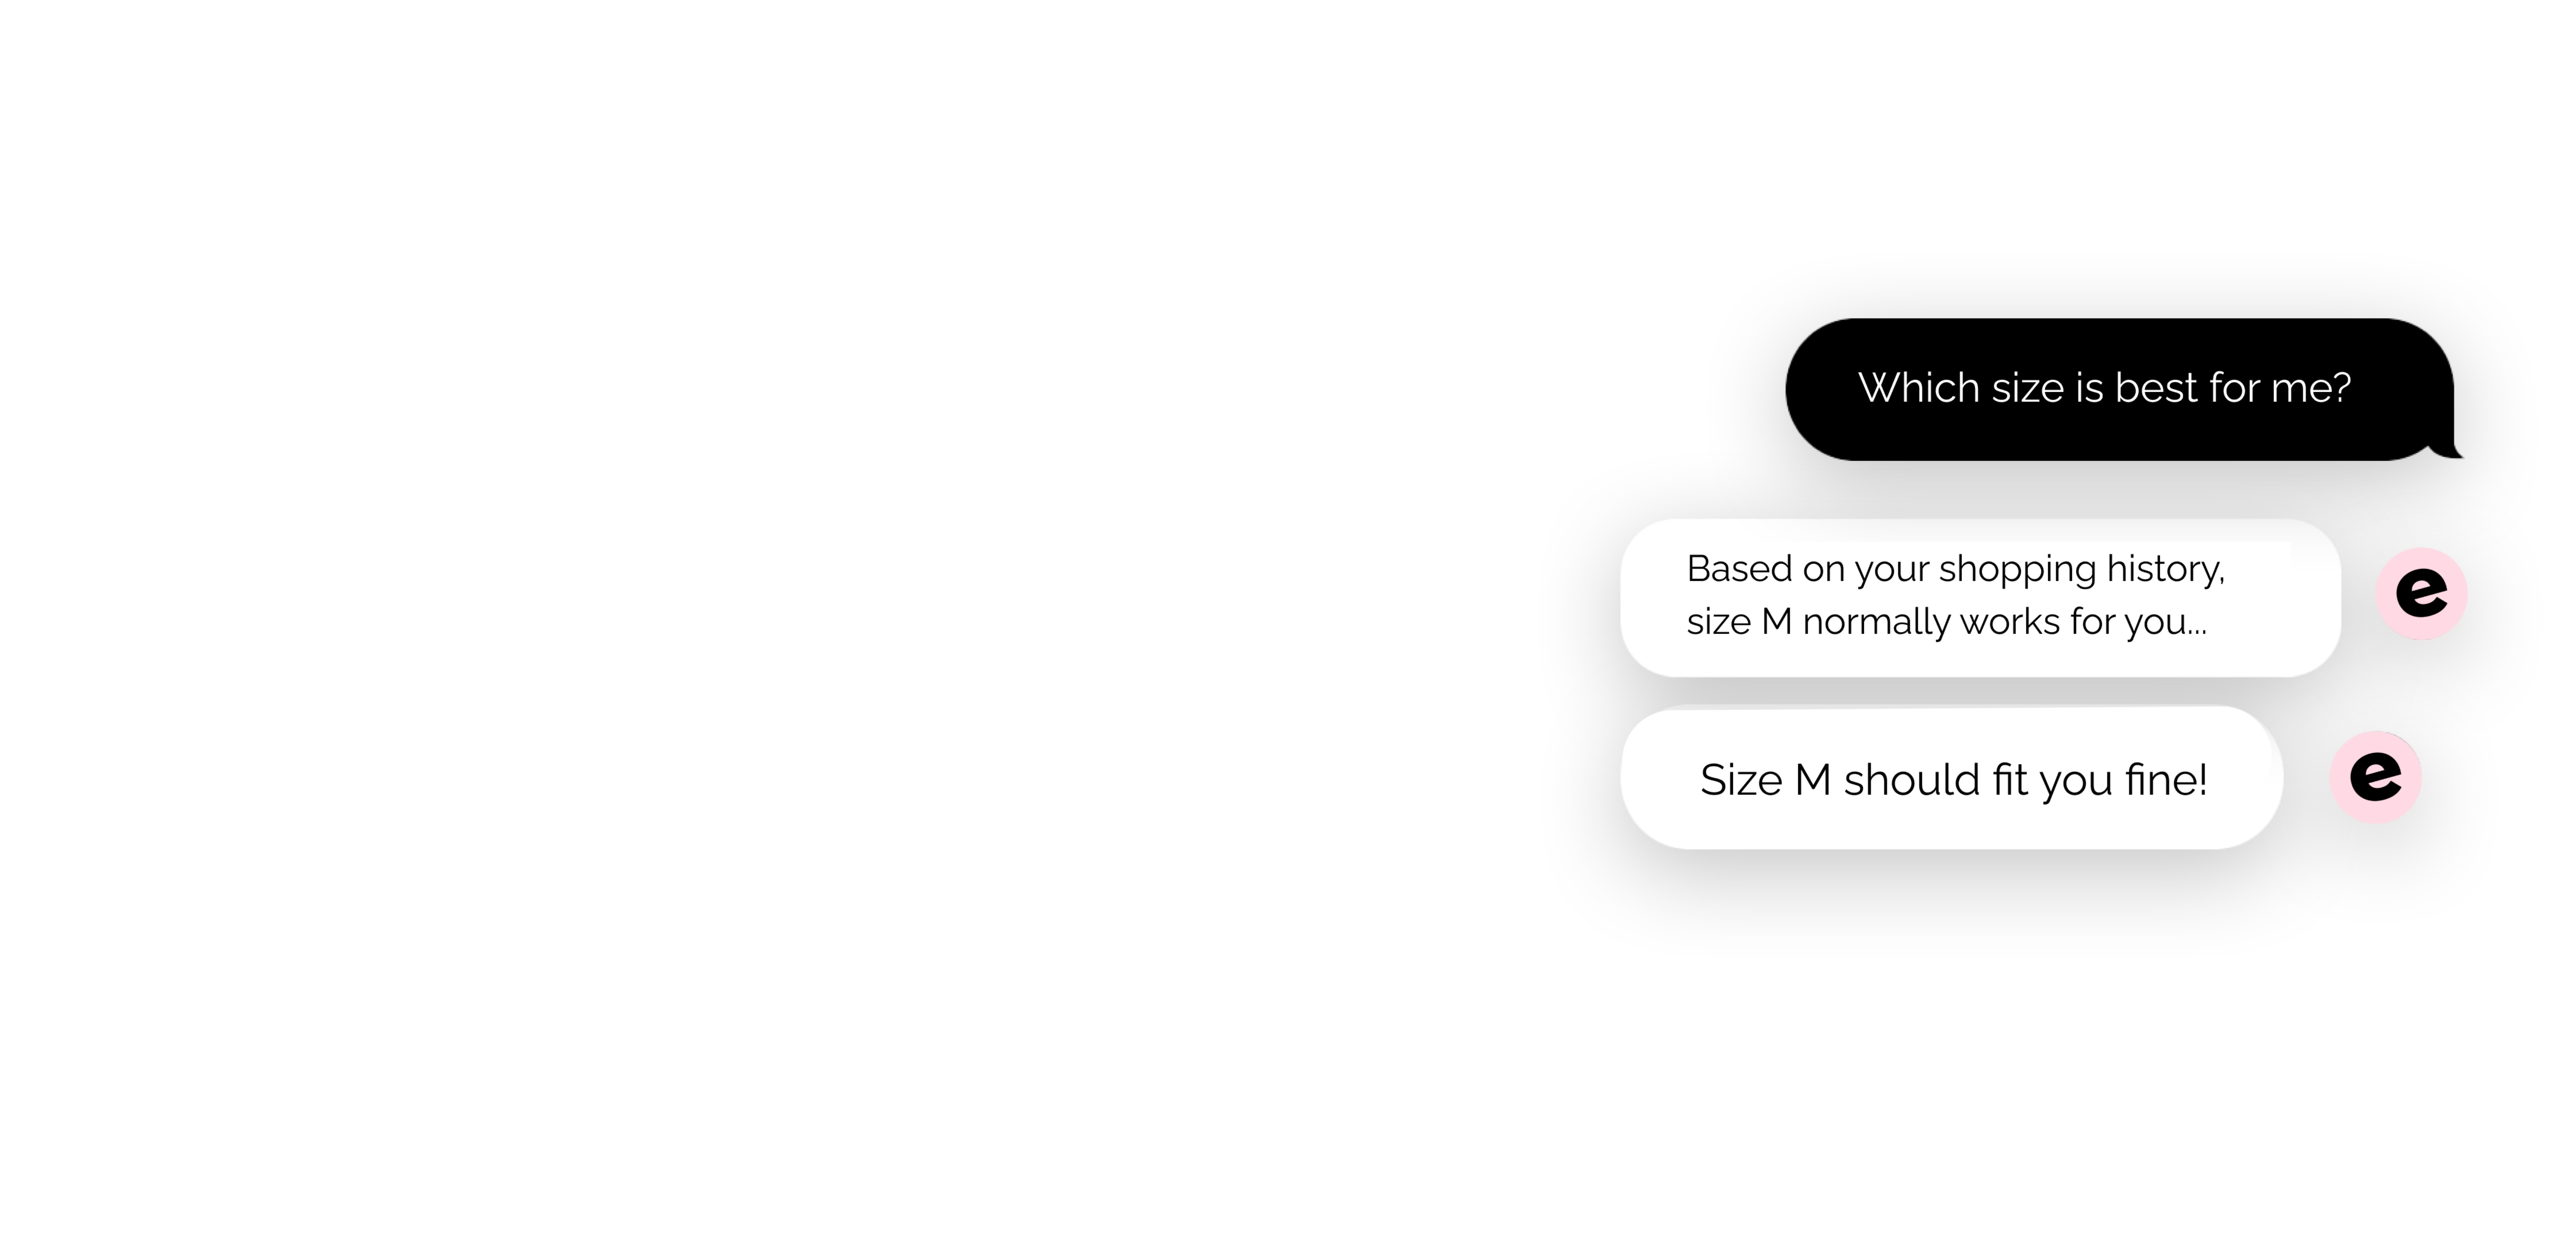 Which size is best for me?
Based on your shopping history,
size M normally works for you...
e
Size M should fit you fine!
e